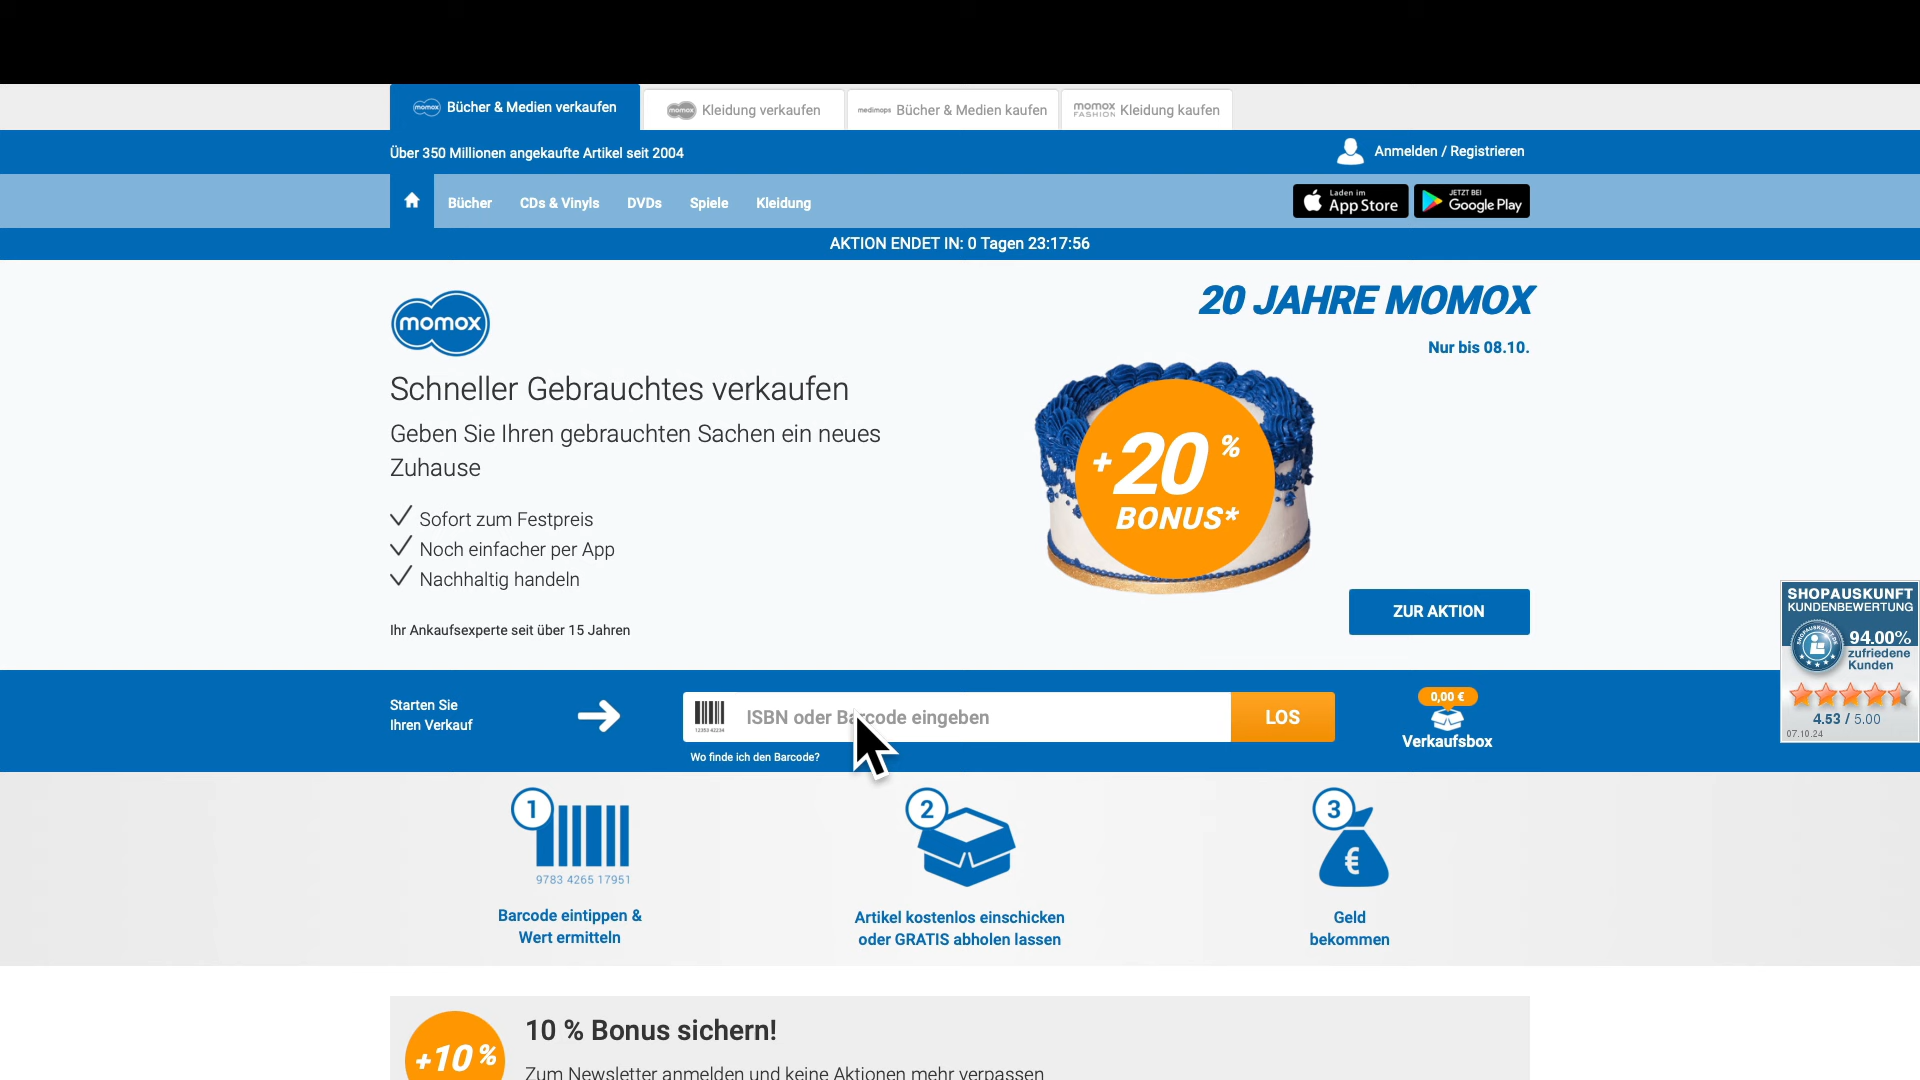 momox Bücher & Medien verkaufen
momox Kleidung verkaufen
medimops Bücher & Medien kaufen
momox FASHION Kleidung kaufen
Über 350 Millionen angekaufte Artikel seit 2004
Anmelden / Registrieren
Bücher CDs & Vinyls DVDs Spiele Kleidung
Laden im
App Store
JETZT BEI
Google Play
AKTION ENDET IN: 0 Tagen 23:17:56
momox
Schneller Gebrauchtes verkaufen
Geben Sie Ihren gebrauchten Sachen ein neues
Zuhause
Sofort zum Festpreis
Noch einfacher per App
Nachhaltig handeln
Ihr Ankaufsexperte seit über 15 Jahren
20 JAHRE MOMOX
Nur bis 08.10.
+20 %
BONUS*
ZUR AKTION
SHOPAUSKUNFT
KUNDENBEWERTUNG
94.00%
zufriedene
Kunden
4.53 / 5.00
07.10.24
Starten Sie
Ihren Verkauf
ISBN oder Barcode eingeben
LOS
Wo finde ich den Barcode?
0,00 €
Verkaufsbox
1
9783 4265 17951
Barcode eintippen &
Wert ermitteln
2
Artikel kostenlos einschicken
oder GRATIS abholen lassen
3
€
Geld
bekommen
+10 %
10 % Bonus sichern!
Zum Newsletter anmelden und keine Aktionen mehr verpassen